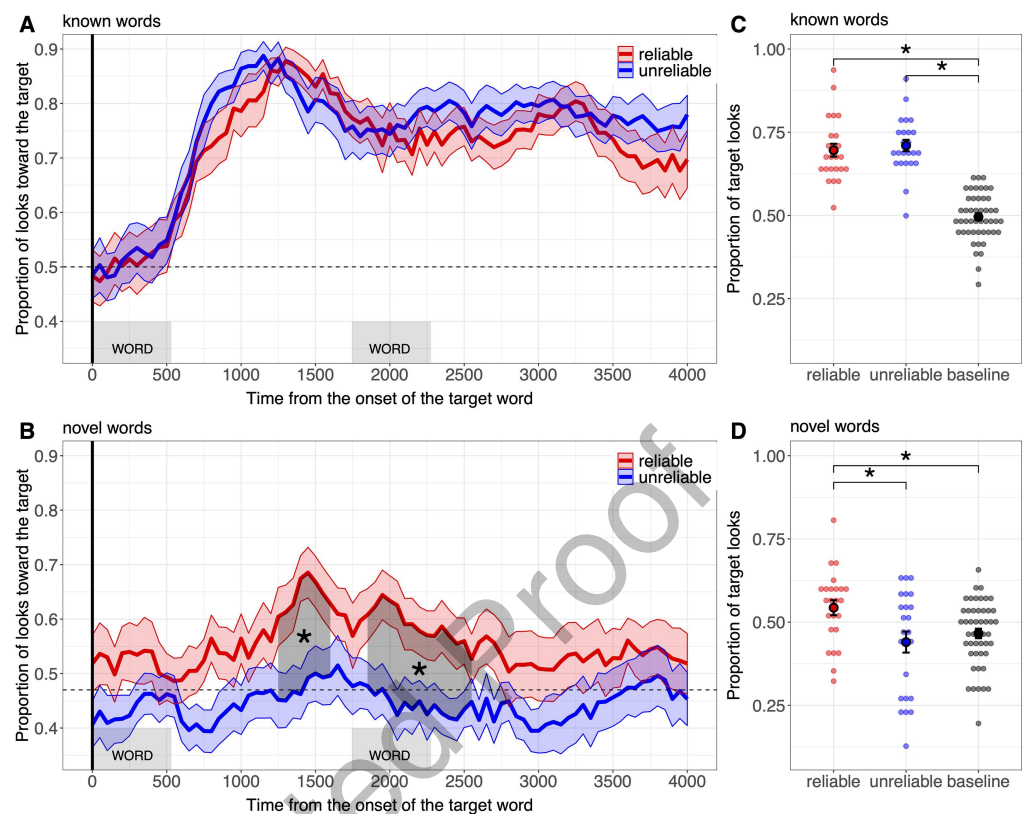 A known words
reliable
unreliable
Proportion of looks toward the target
0.9
0.8
0.7
0.6
0.5
0.4
WORD WORD
0 500 1000 1500 2000 2500 3000 3500 4000
Time from the onset of the target word
C known words
* *
Proportion of target looks
1.00
0.75
0.50
0.25
reliable unreliable baseline
B novel words
reliable
unreliable
Proportion of looks toward the target
0.9
0.8
0.7
0.6
0.5
0.4
* *
WORD WORD
0 500 1000 1500 2000 2500 3000 3500 4000
Time from the onset of the target word
D novel words
* *
Proportion of target looks
1.00
0.75
0.50
0.25
reliable unreliable baseline
Proof